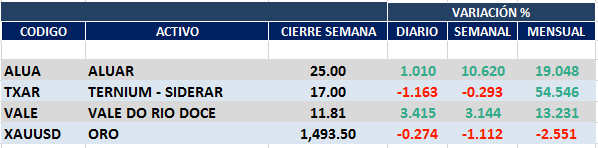 VARIACIÓN %
CODIGO ACTIVO CIERRE SEMANA DIARIO SEMANAL MENSUAL
ALUA ALUAR 25.00 1.010 10.620 19.048
TXAR TERNIUM - SIDERAR 17.00 -1.163 -0.293 54.546
VALE VALE DO RIO DOCE 11.81 3.415 3.144 13.231
XAUUSD ORO 1,493.50 -0.274 -1.112 -2.551